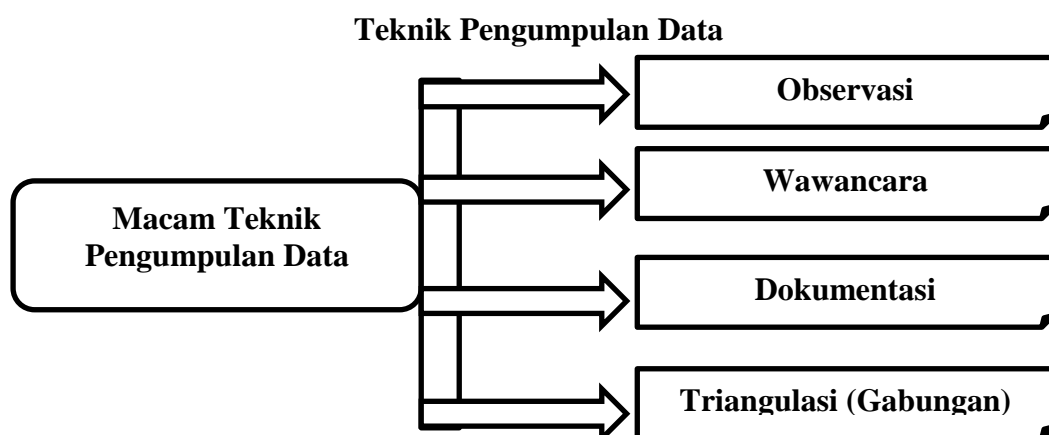 Teknik Pengumpulan Data
Observasi
Wawancara
Macam Teknik
Pengumpulan Data
Dokumentasi
Triangulasi (Gabungan)